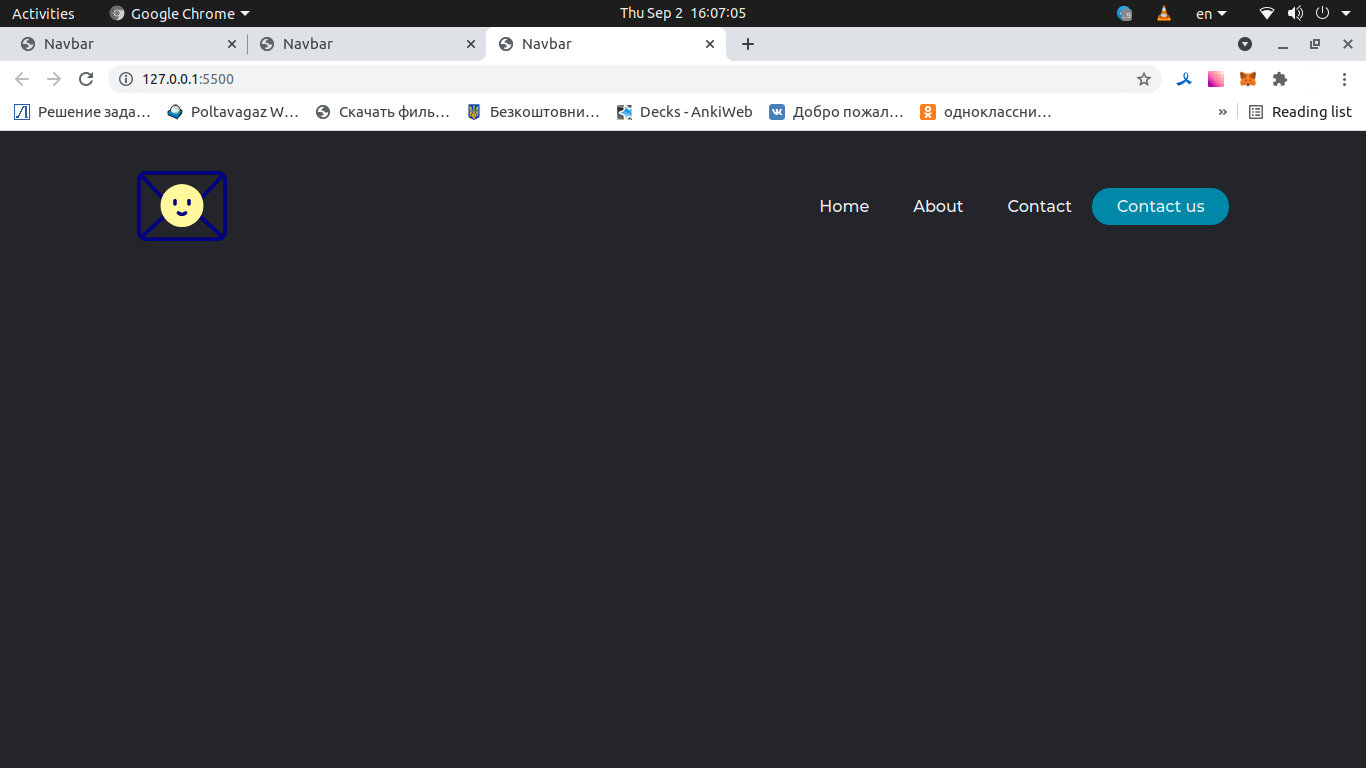 Activities Google Chrome Thu Sep 2 16:07:05 en
Navbar Navbar Navbar
127.0.0.1:5500
Решение зада… Poltavagaz W… Скачать филь… Безкоштовни… Decks - AnkiWeb Добро пожал… одноклассни… » Reading list
Home About Contact Contact us